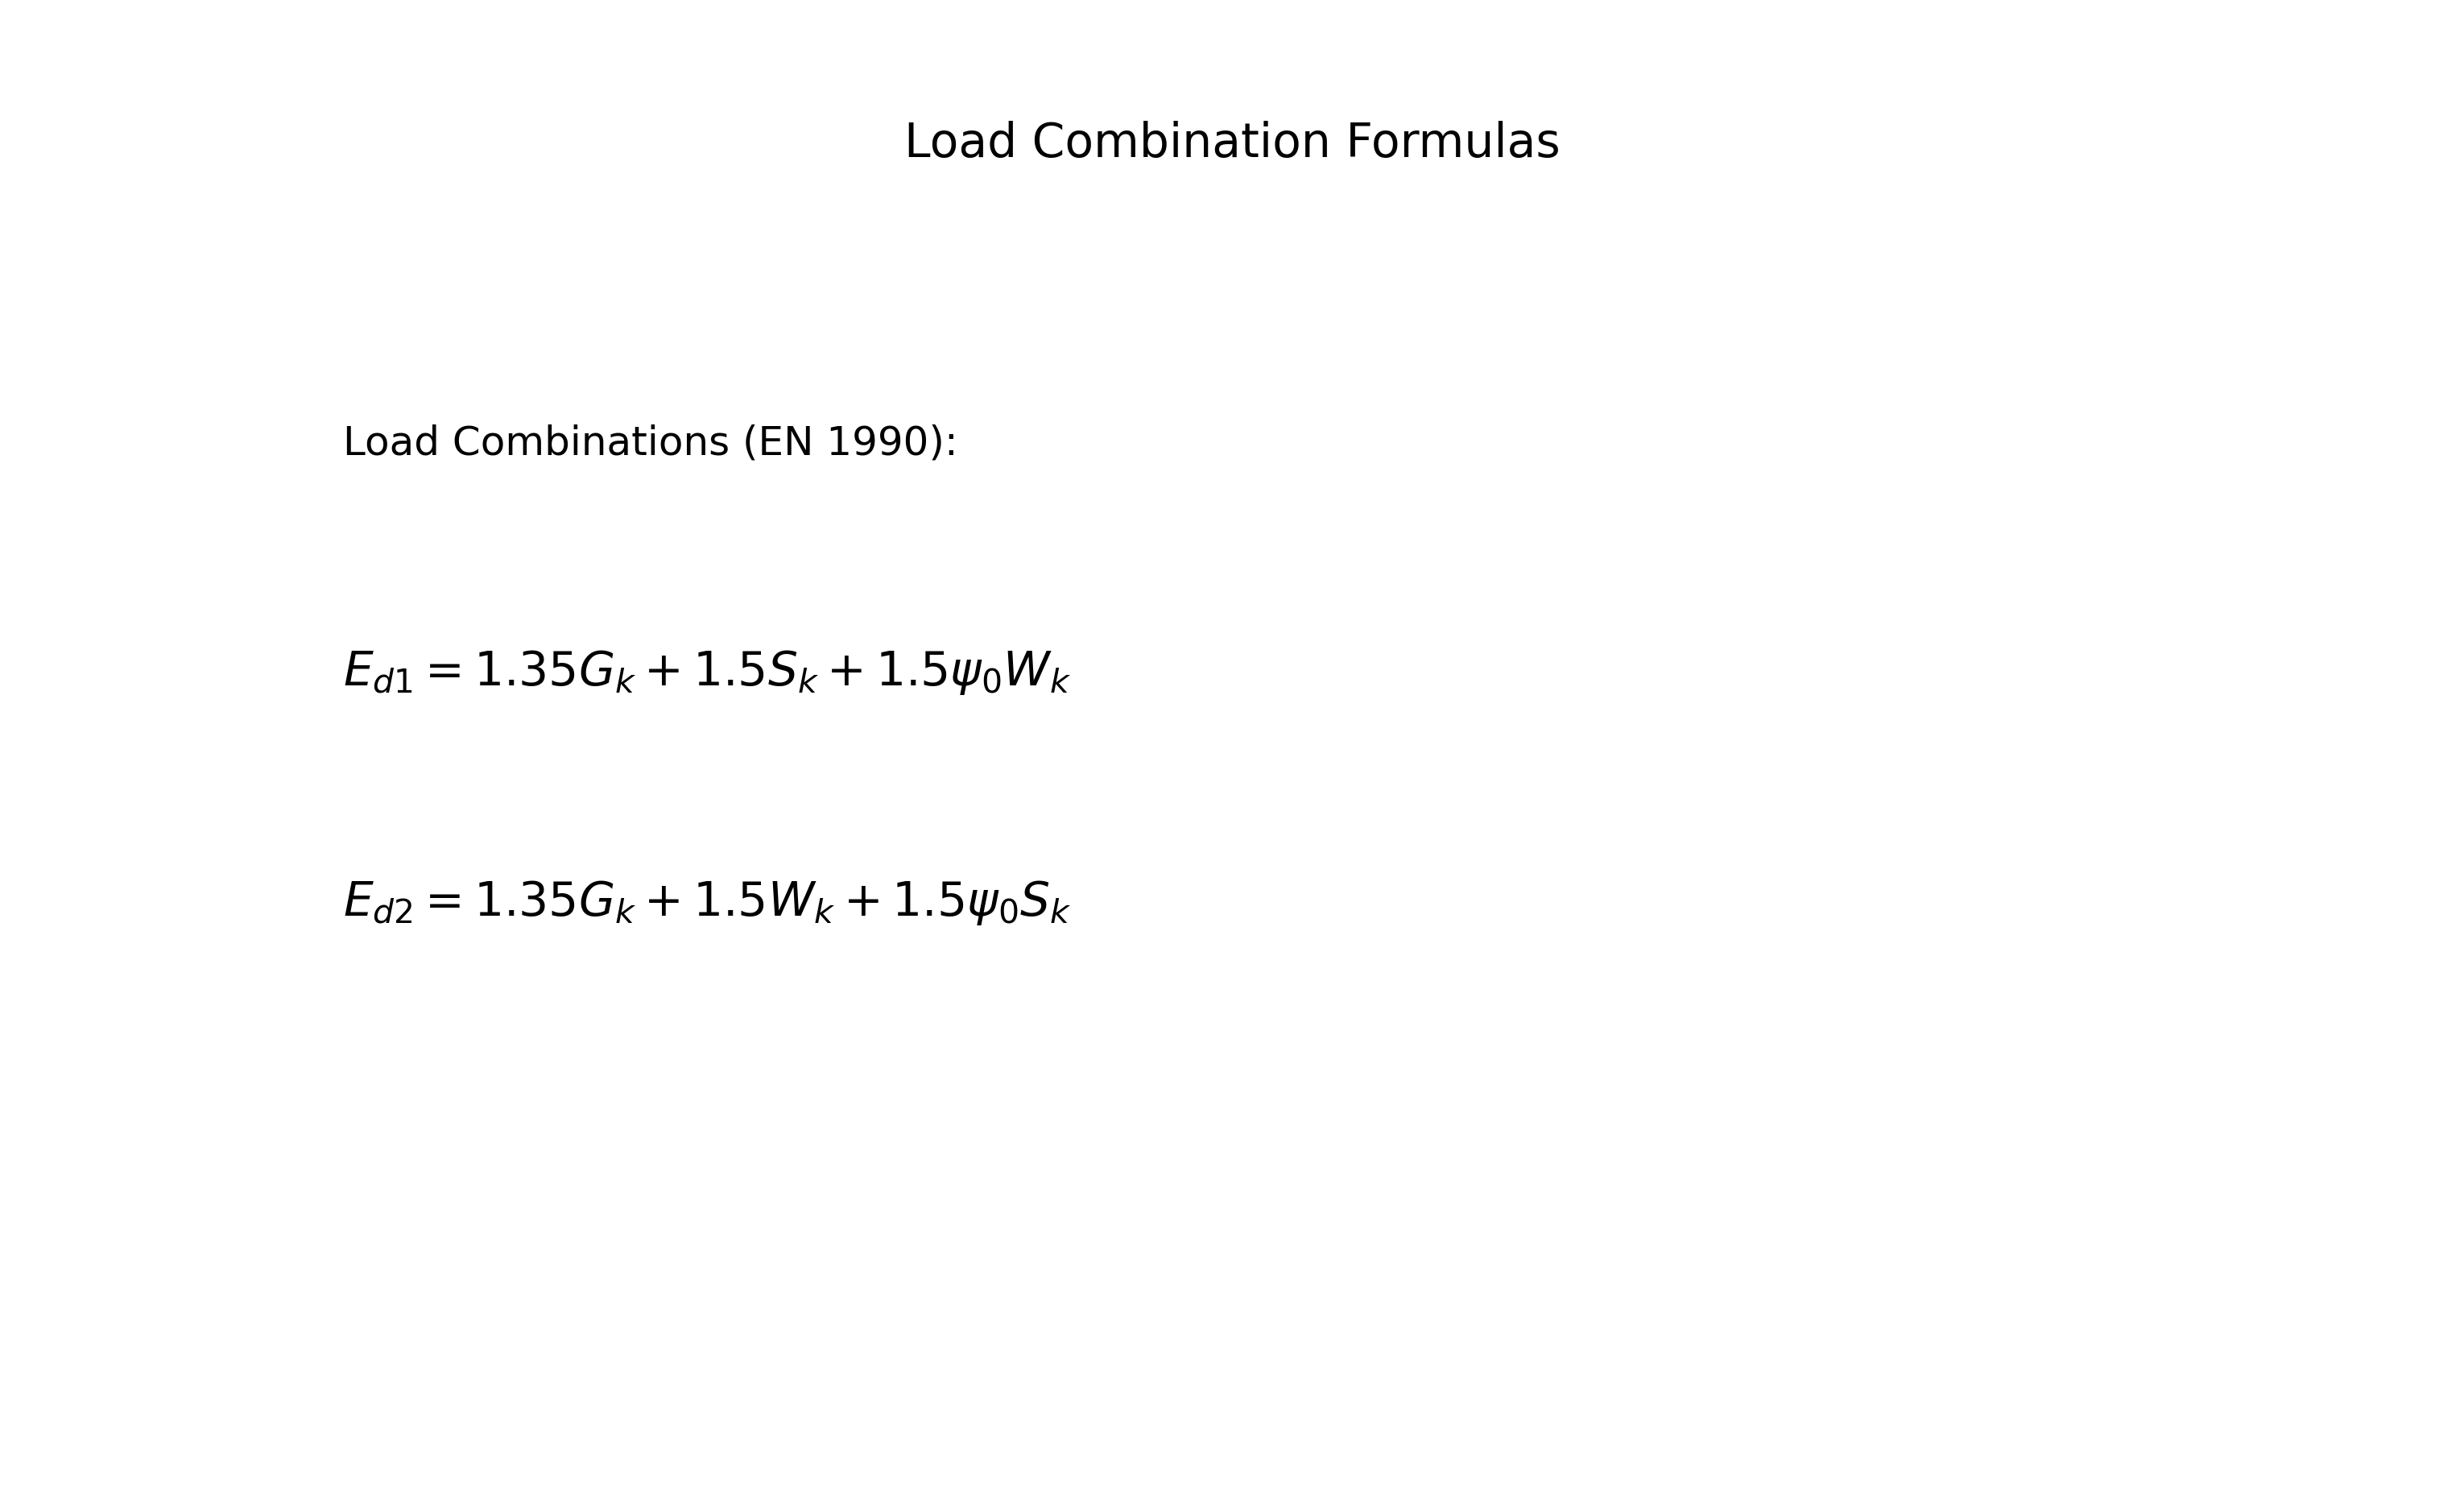 Load Combination Formulas
Load Combinations (EN 1990):
$E_{d1} = 1.35G_k + 1.5S_k + 1.5\psi_0 W_k$
$E_{d2} = 1.35G_k + 1.5W_k + 1.5\psi_0 S_k$